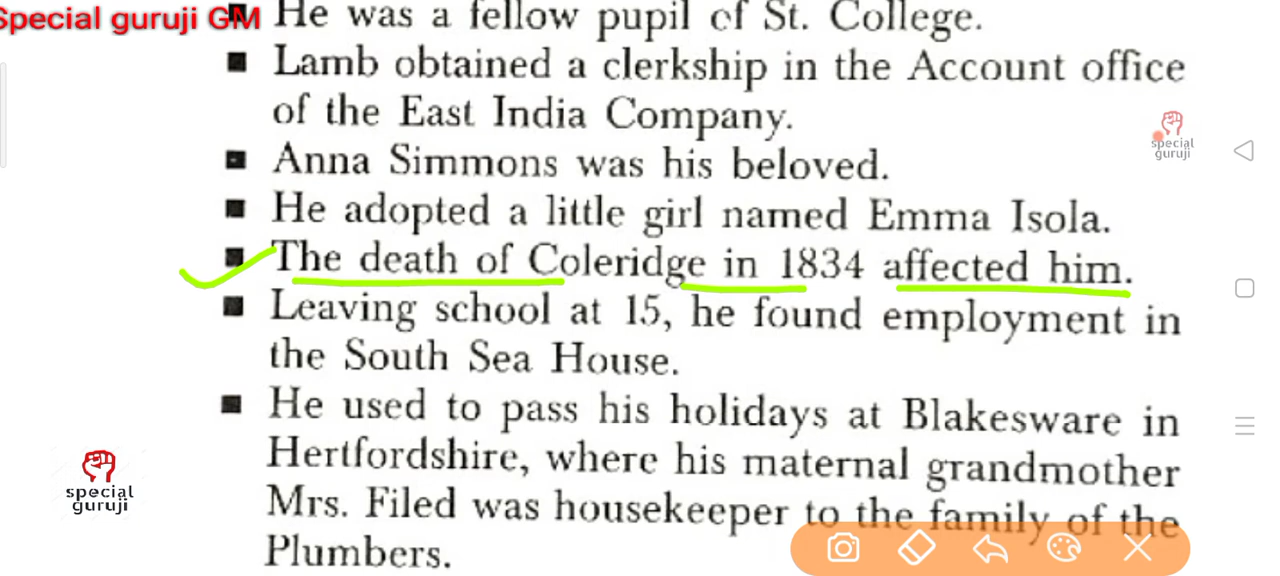 Special guruji GM
■ He was a fellow pupil of St. College.
■ Lamb obtained a clerkship in the Account office
of the East India Company.
■ Anna Simmons was his beloved.
■ He adopted a little girl named Emma Isola.
■ The death of Coleridge in 1834 affected him.
■ Leaving school at 15, he found employment in
the South Sea House.
■ He used to pass his holidays at Blakesware in
Hertfordshire, where his maternal grandmother
Mrs. Filed was housekeeper to the family of the
Plumbers.
special
guruji
special
guruji